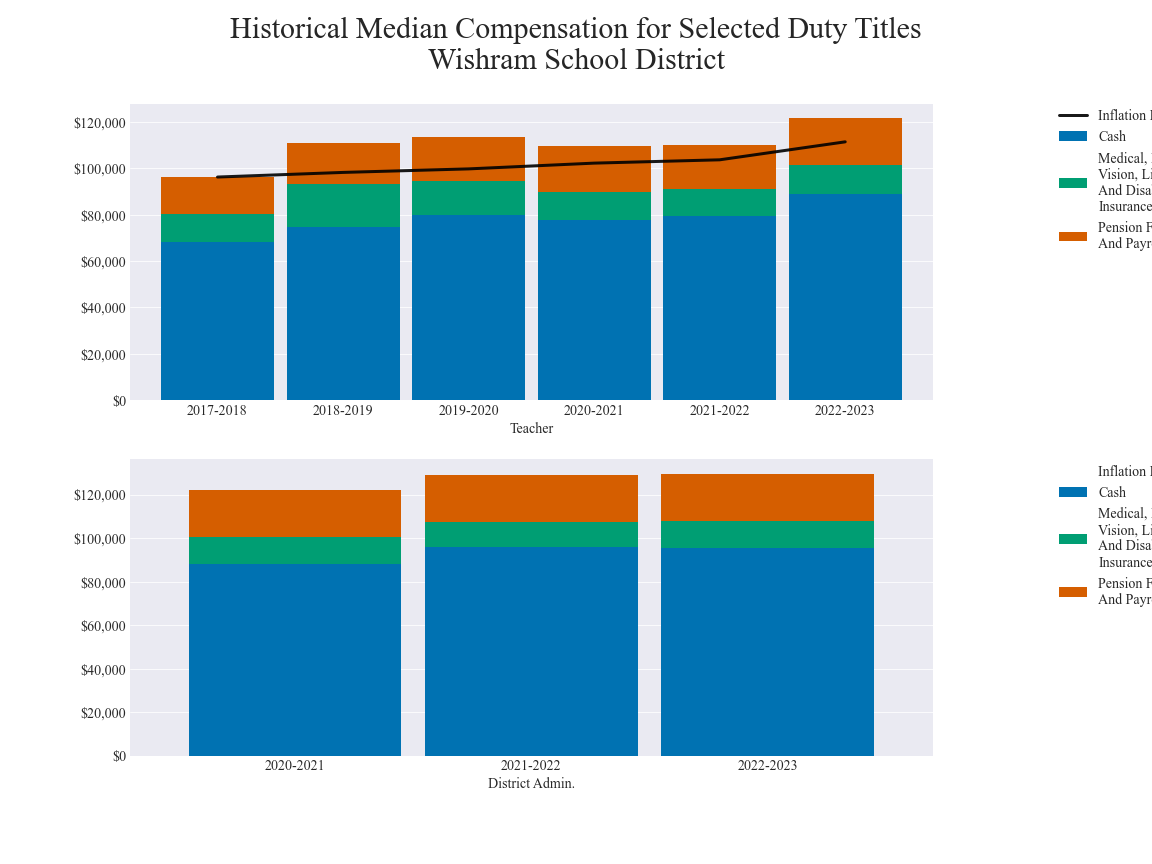 Historical Median Compensation for Selected Duty Titles
Wishram School District
$120,000
$100,000
$80,000
$60,000
$40,000
$20,000
$0
2017-2018
2018-2019
2019-2020
2020-2021
2021-2022
2022-2023
Teacher
Inflation
Cash
Medical,
Vision,
And
Insurance
Pension
And
$120,000
$100,000
$80,000
$60,000
$40,000
$20,000
$0
2020-2021
2021-2022
2022-2023
District Admin.
Inflation
Cash
Medical,
Vision,
And
Insurance
Pension
And